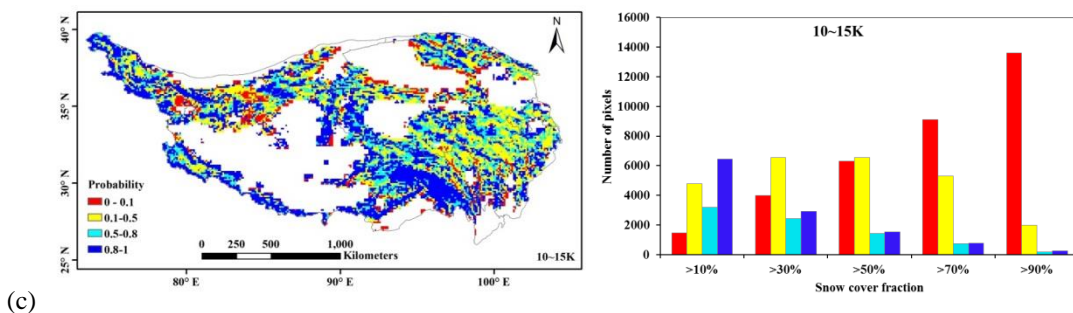 40° N
35° N
30° N
25° N
N
Probability
0 - 0.1
0.1-0.5
0.5-0.8
0.8-1
0 250 500 1,000
Kilometers
10~15K
80° E 90° E 100° E
(c)
10~15K
Number of pixels
16000
14000
12000
10000
8000
6000
4000
2000
0
>10% >30% >50% >70% >90%
Snow cover fraction